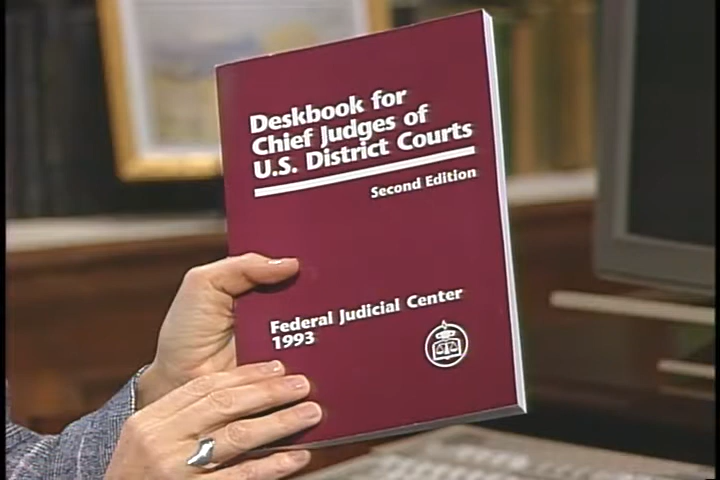 Deskbook for
Chief Judges of
U.S. District Courts
Second Edition
Federal Judicial Center
1993